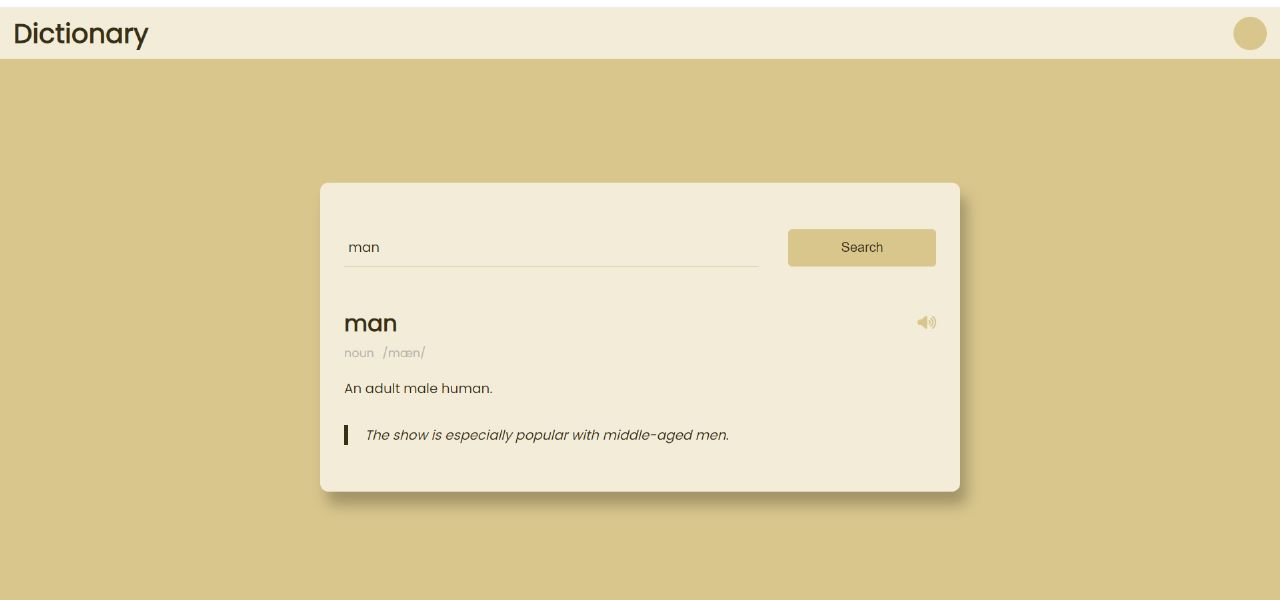 Dictionary
man
Search
man
noun /mæn/
An adult male human.
The show is especially popular with middle-aged men.